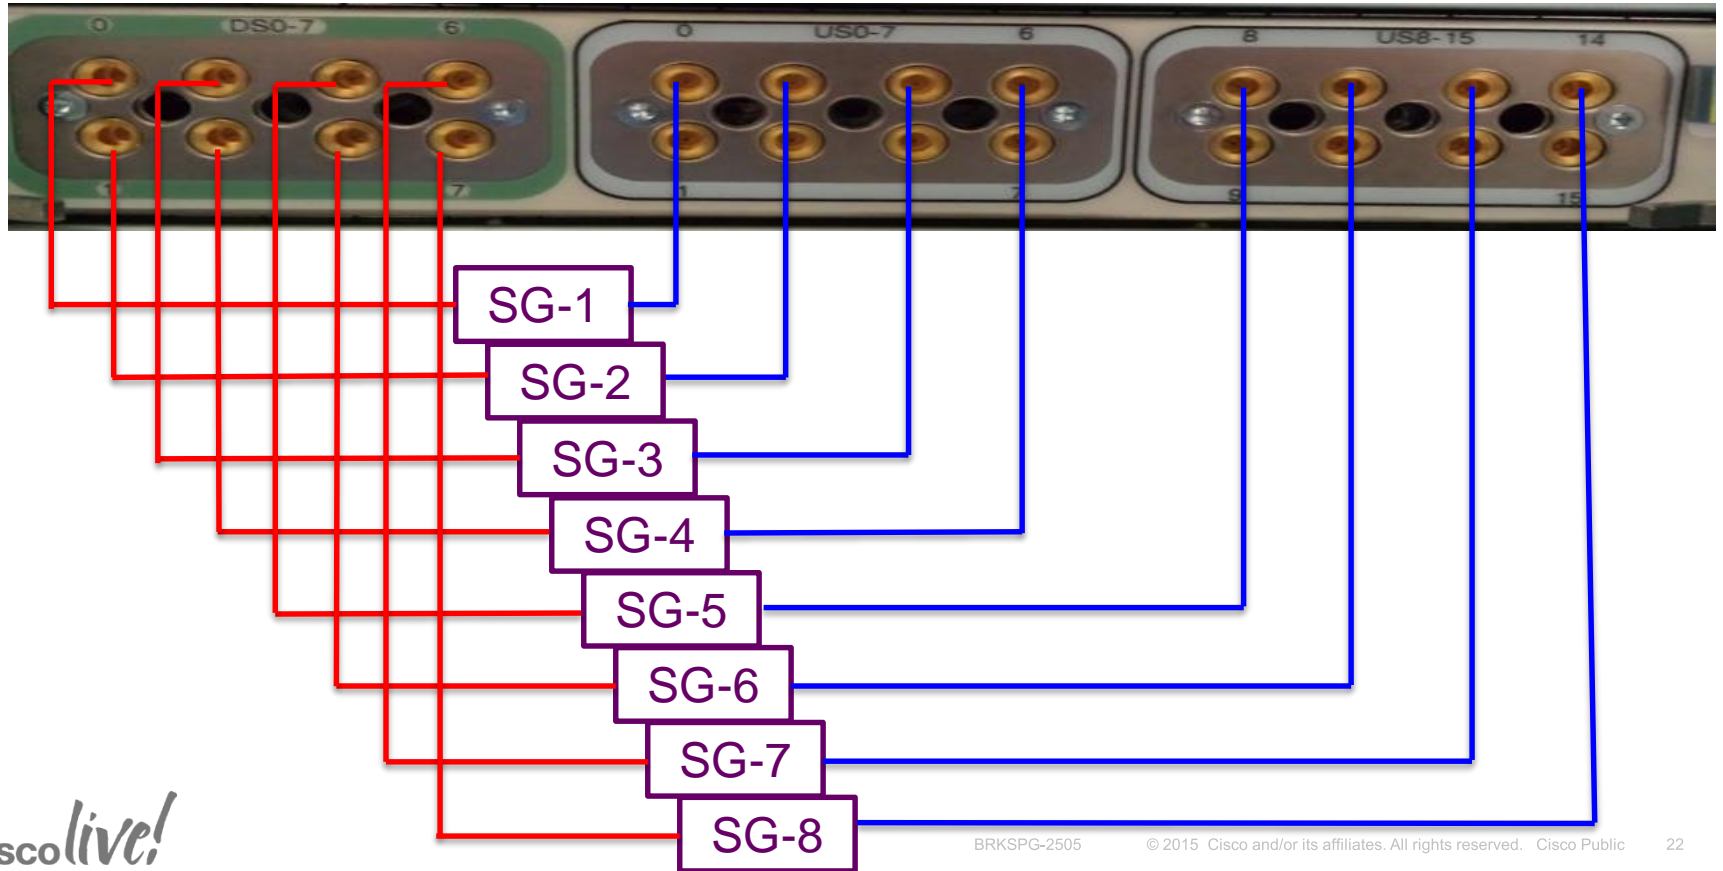 0 DS0-7 6
0 US0-7 6
8 US8-15 14
1 7
1 7
9 15
SG-1
SG-2
SG-3
SG-4
SG-5
SG-6
SG-7
SG-8
sco live!
BRKSPG-2505 © 2015 Cisco and/or its affiliates. All rights reserved. Cisco Public 22